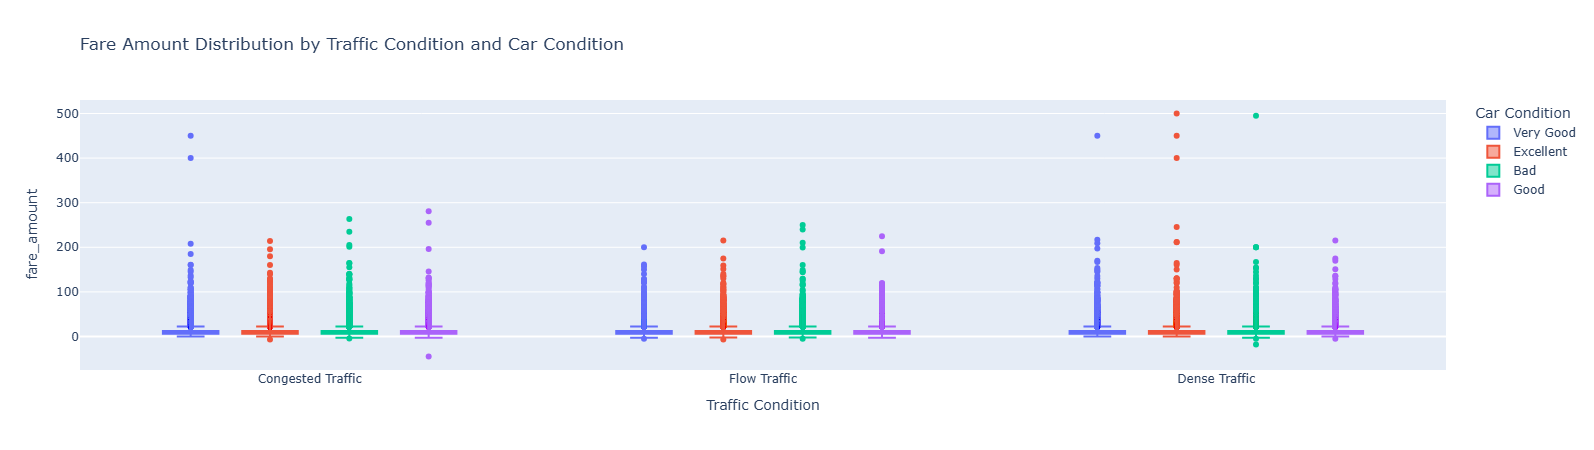 Fare Amount Distribution by Traffic Condition and Car Condition
500
400
300
200
100
0
fare_amount
Congested Traffic
Flow Traffic
Dense Traffic
Traffic Condition
Car Condition
Very Good
Excellent
Bad
Good